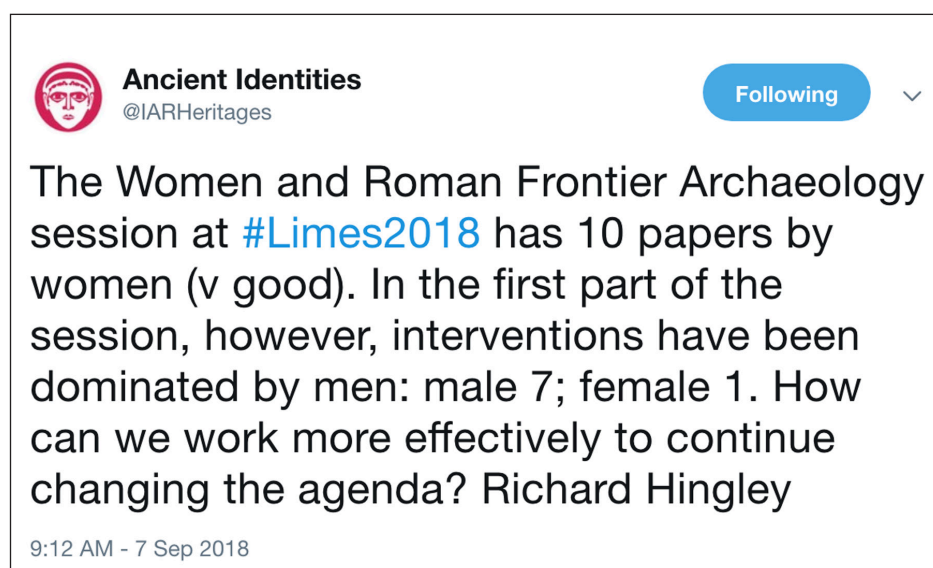 Ancient Identities
@IARHeritages
Following
The Women and Roman Frontier Archaeology
session at #Limes2018 has 10 papers by
women (v good). In the first part of the
session, however, interventions have been
dominated by men: male 7; female 1. How
can we work more effectively to continue
changing the agenda? Richard Hingley
9:12 AM - 7 Sep 2018